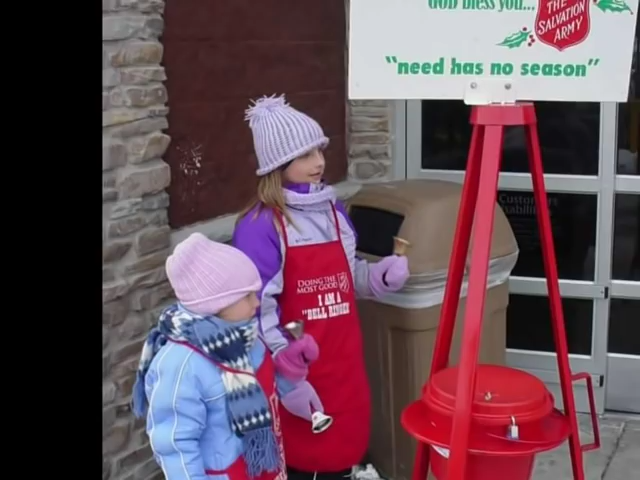 GOD bless you...
THE
SALVATION
ARMY
"need has no season"
DOING THE
MOST GOOD
I AM A
"BELL RINGER